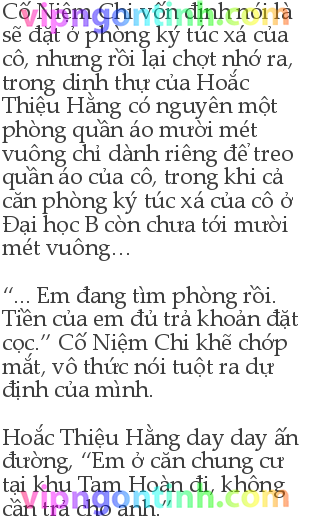 Cố Niệm Chi vốn định nói là
sẽ đặt ở phòng ký túc xá của
cô, nhưng rồi lại chợt nhớ ra,
trong dinh thự của Hoắc
Thiệu Hằng có nguyên một
phòng quần áo mười mét
vuông chỉ dành riêng để treo
quần áo của cô, trong khi cả
căn phòng ký túc xá của cô ở
Đại học B còn chưa tới mười
mét vuông…
“... Em đang tìm phòng rồi.
Tiền của em đủ trả khoản đặt
cọc.” Cố Niệm Chi khẽ chớp
mắt, vô thức nói tuột ra dự
định của mình.
Hoắc Thiệu Hằng day day ấn
đường, “Em ở căn chung cư
tại khu Tam Hoàn đi, không
cần trả cho anh.”
vipngontinh.com
vipngontinh.com